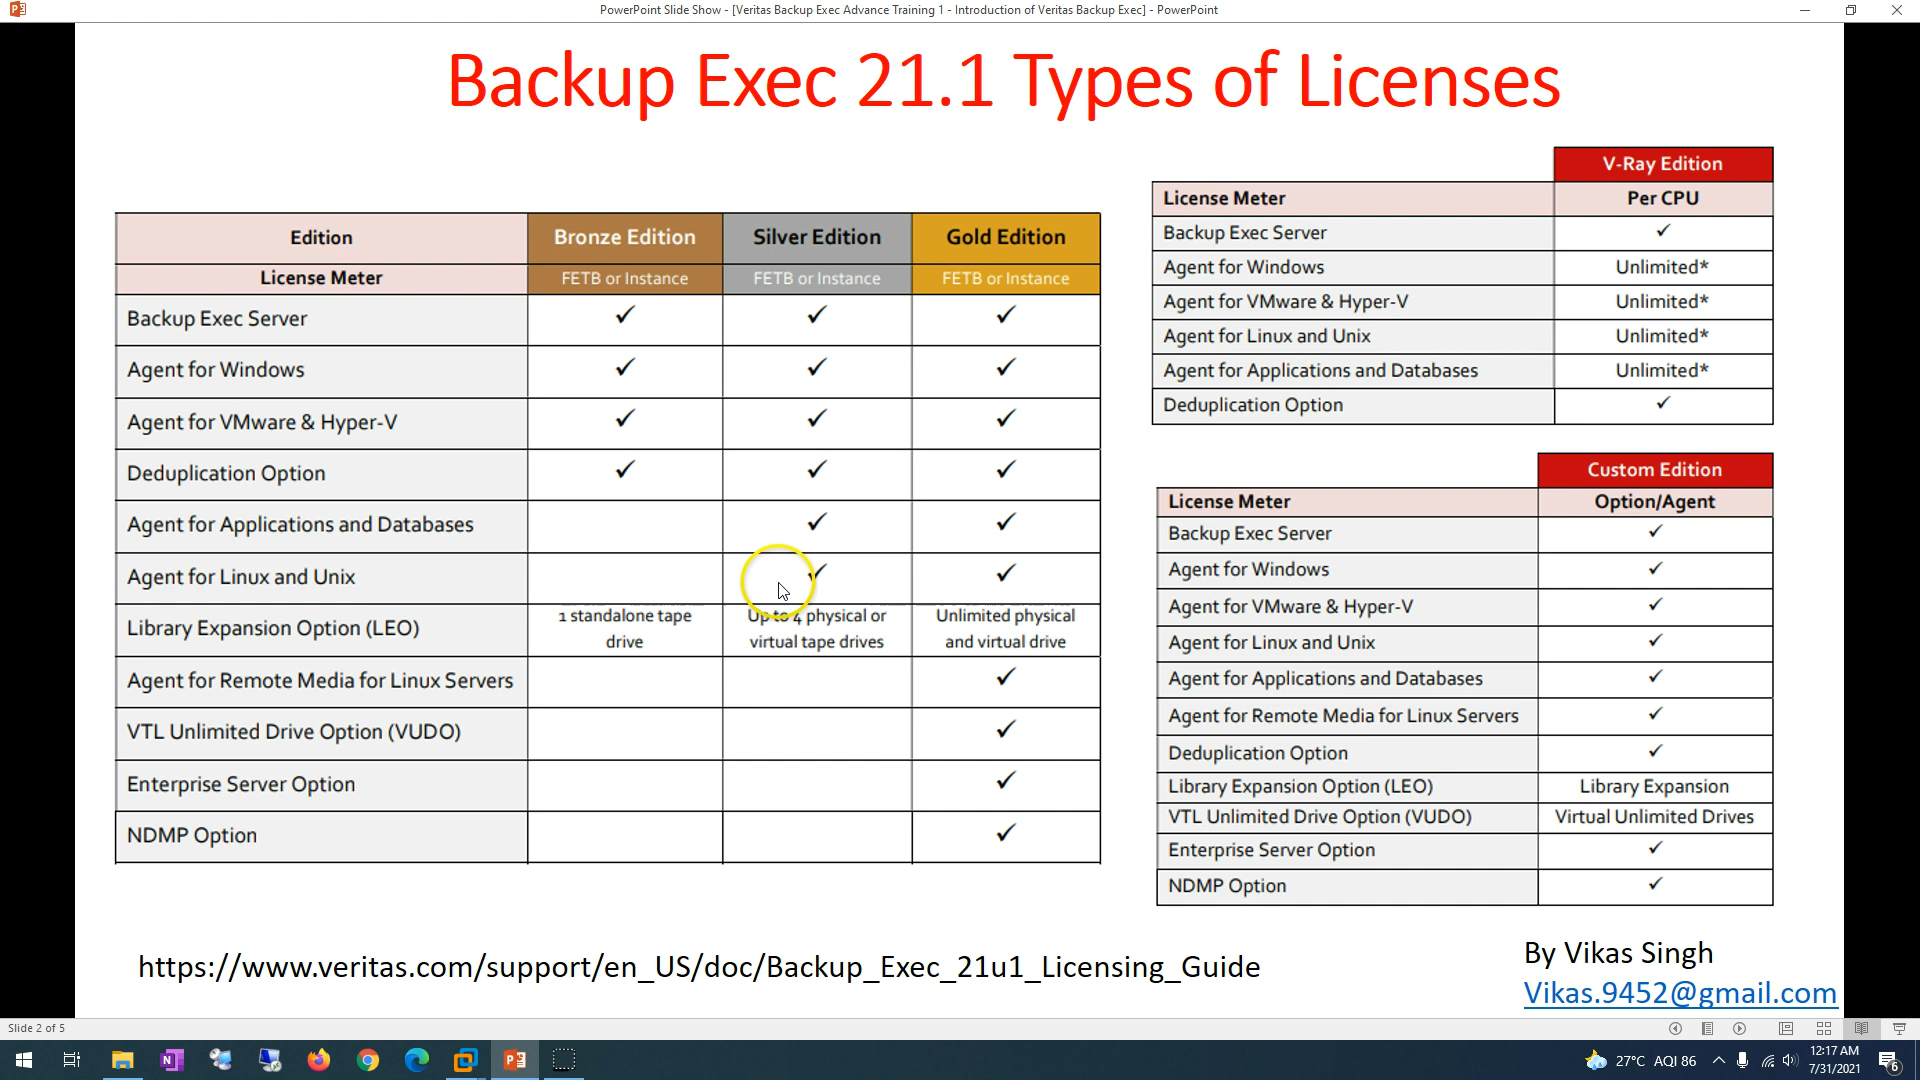 PowerPoint Slide Show - [Veritas Backup Exec Advance Training 1 - Introduction of Veritas Backup Exec] - PowerPoint
Backup Exec 21.1 Types of Licenses
Edition Bronze Edition Silver Edition Gold Edition
License Meter FETB or Instance FETB or Instance FETB or Instance
Backup Exec Server ✓ ✓ ✓
Agent for Windows ✓ ✓ ✓
Agent for VMware & Hyper-V ✓ ✓ ✓
Deduplication Option ✓ ✓ ✓
Agent for Applications and Databases ✓ ✓
Agent for Linux and Unix ✓ ✓
Library Expansion Option (LEO) 1 standalone tape drive Up to 4 physical or virtual tape drives Unlimited physical and virtual drive
Agent for Remote Media for Linux Servers ✓
VTL Unlimited Drive Option (VUDO) ✓
Enterprise Server Option ✓
NDMP Option ✓
V-Ray Edition
License Meter Per CPU
Backup Exec Server ✓
Agent for Windows Unlimited*
Agent for VMware & Hyper-V Unlimited*
Agent for Linux and Unix Unlimited*
Agent for Applications and Databases Unlimited*
Deduplication Option ✓
Custom Edition
License Meter Option/Agent
Backup Exec Server ✓
Agent for Windows ✓
Agent for VMware & Hyper-V ✓
Agent for Linux and Unix ✓
Agent for Applications and Databases ✓
Agent for Remote Media for Linux Servers ✓
Deduplication Option ✓
Library Expansion Option (LEO) Library Expansion
VTL Unlimited Drive Option (VUDO) Virtual Unlimited Drives
Enterprise Server Option ✓
NDMP Option ✓
https://www.veritas.com/support/en_US/doc/Backup_Exec_21u1_Licensing_Guide
By Vikas Singh
Vikas.9452@gmail.com
Slide 2 of 5
27°C AQI 86
12:17 AM
7/31/2021
6